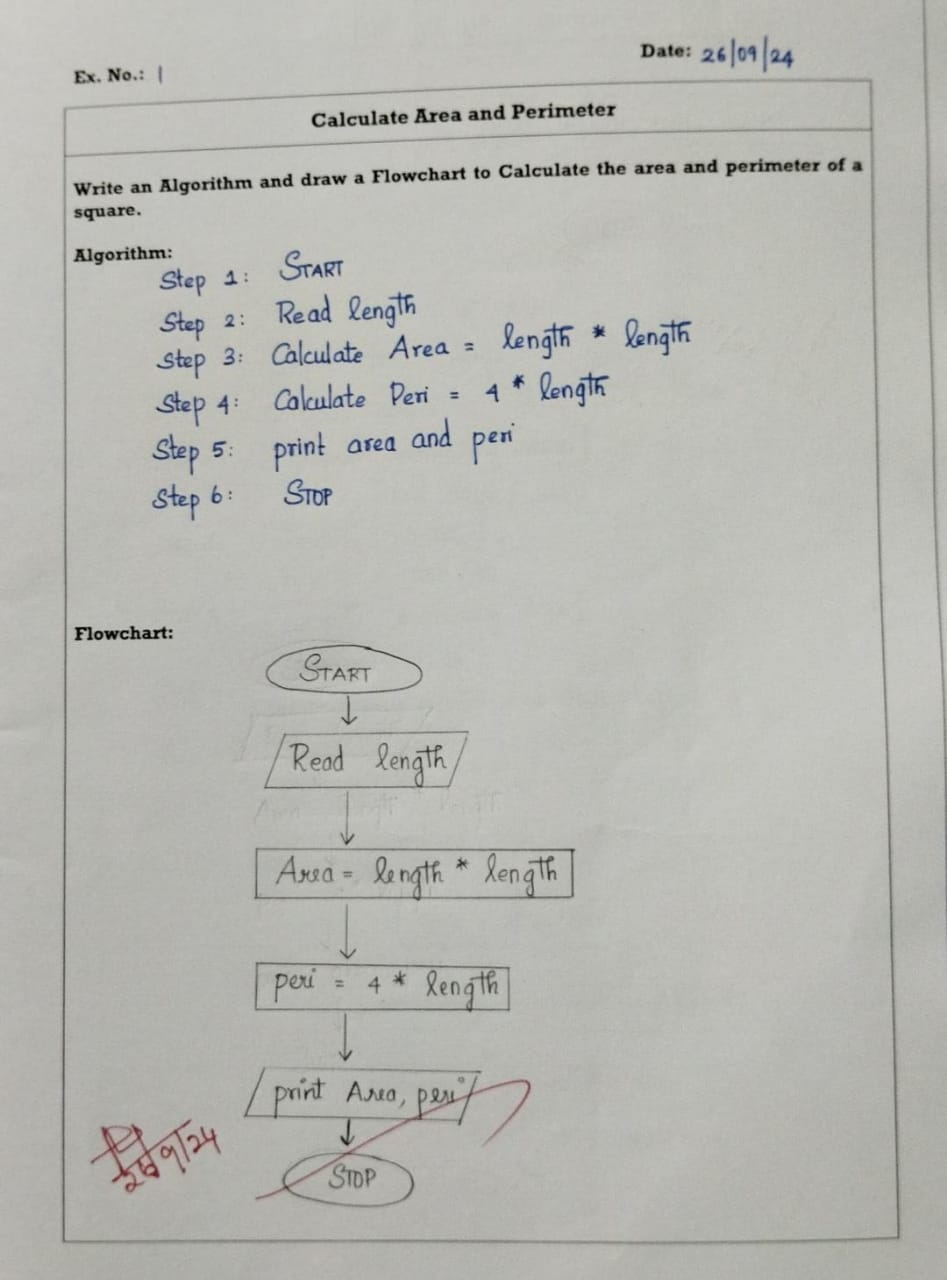 Date: 26/09/24
Ex. No.: 1
Calculate Area and Perimeter
Write an Algorithm and draw a Flowchart to Calculate the area and perimeter of a
square.
Algorithm:
Step 1: START
Step 2: Read length
Step 3: Calculate Area = length * length
Step 4: Calculate Peri = 4 * length
Step 5: print area and peri
Step 6: STOP
Flowchart:
START
Read length
Area = length * length
peri = 4 * length
print Area, peri
STOP